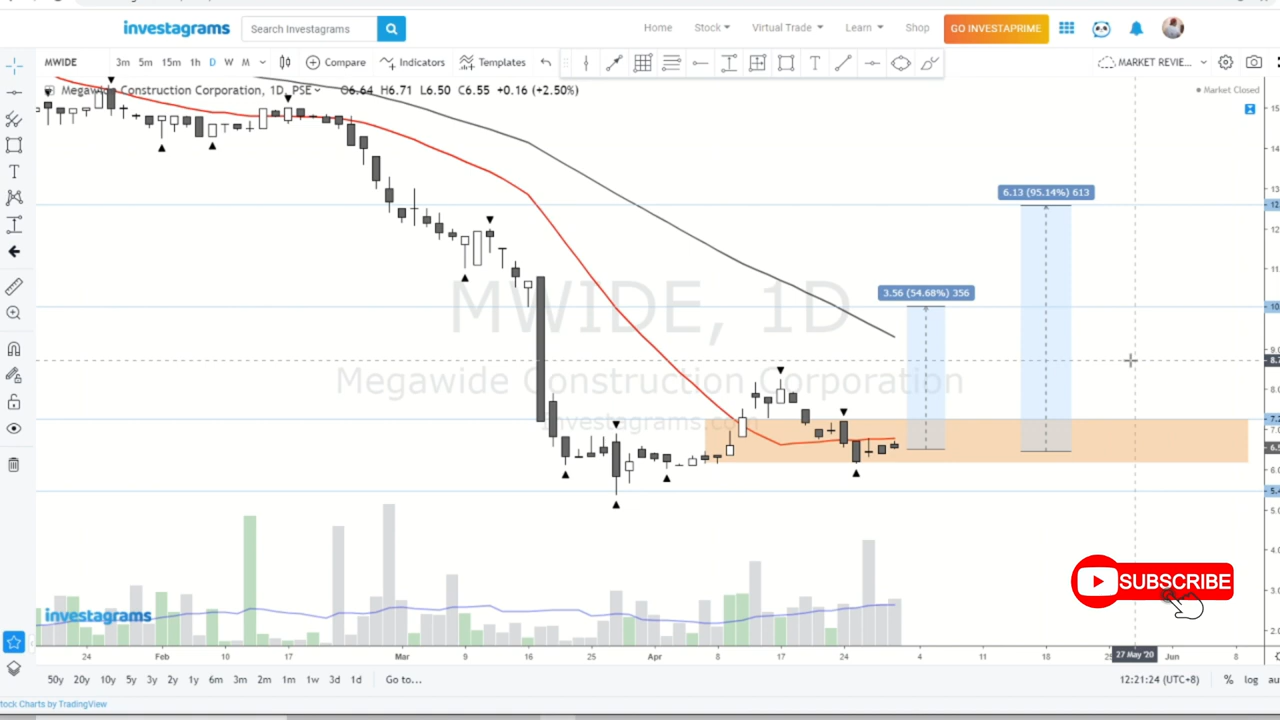 investagrams
Search Investagrams
Home
Stock
Virtual Trade
Learn
Shop
GO INVESTAPRIME
MWIDE
3m 5m 15m 1h D W M
Compare
Indicators
Templates
MARKET REVIE...
Megawide Construction Corporation, 1D, PSE O6.64 H6.71 L6.50 C6.55 +0.16 (+2.50%)
Market Closed
6.13 (95.14%) 613
3.56 (54.68%) 356
MWIDE, 1D
Megawide Construction Corporation
investagrams.com
SUBSCRIBE
investagrams
24 Feb 10 17 Mar 9 16 25 Apr 17 24 4 11 18 27 May '20 Jun 8
50y 20y 10y 5y 3y 2y 1y 6m 3m 2m 1m 1w 3d 1d Go to...
12:21:24 (UTC+8) % log
tock Charts by TradingView